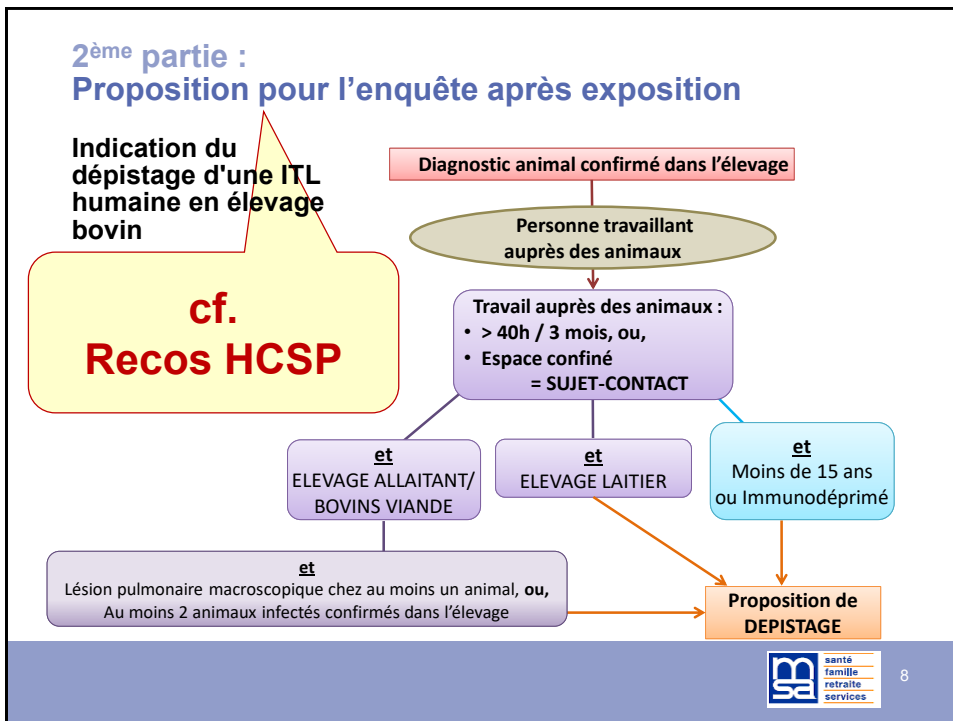 2ème partie :
Proposition pour l’enquête après exposition
Indication du
dépistage d'une ITL
humaine en élevage
bovin
cf.
Recos HCSP
Diagnostic animal confirmé dans l’élevage
Personne travaillant
auprès des animaux
Travail auprès des animaux :
• > 40h / 3 mois, ou,
• Espace confiné
= SUJET-CONTACT
et
ELEVAGE ALLAITANT/
BOVINS VIANDE
et
ELEVAGE LAITIER
et
Moins de 15 ans
ou Immunodéprimé
et
Lésion pulmonaire macroscopique chez au moins un animal, ou,
Au moins 2 animaux infectés confirmés dans l’élevage
Proposition de
DEPISTAGE
msa
santé
famille
retraite
services
8